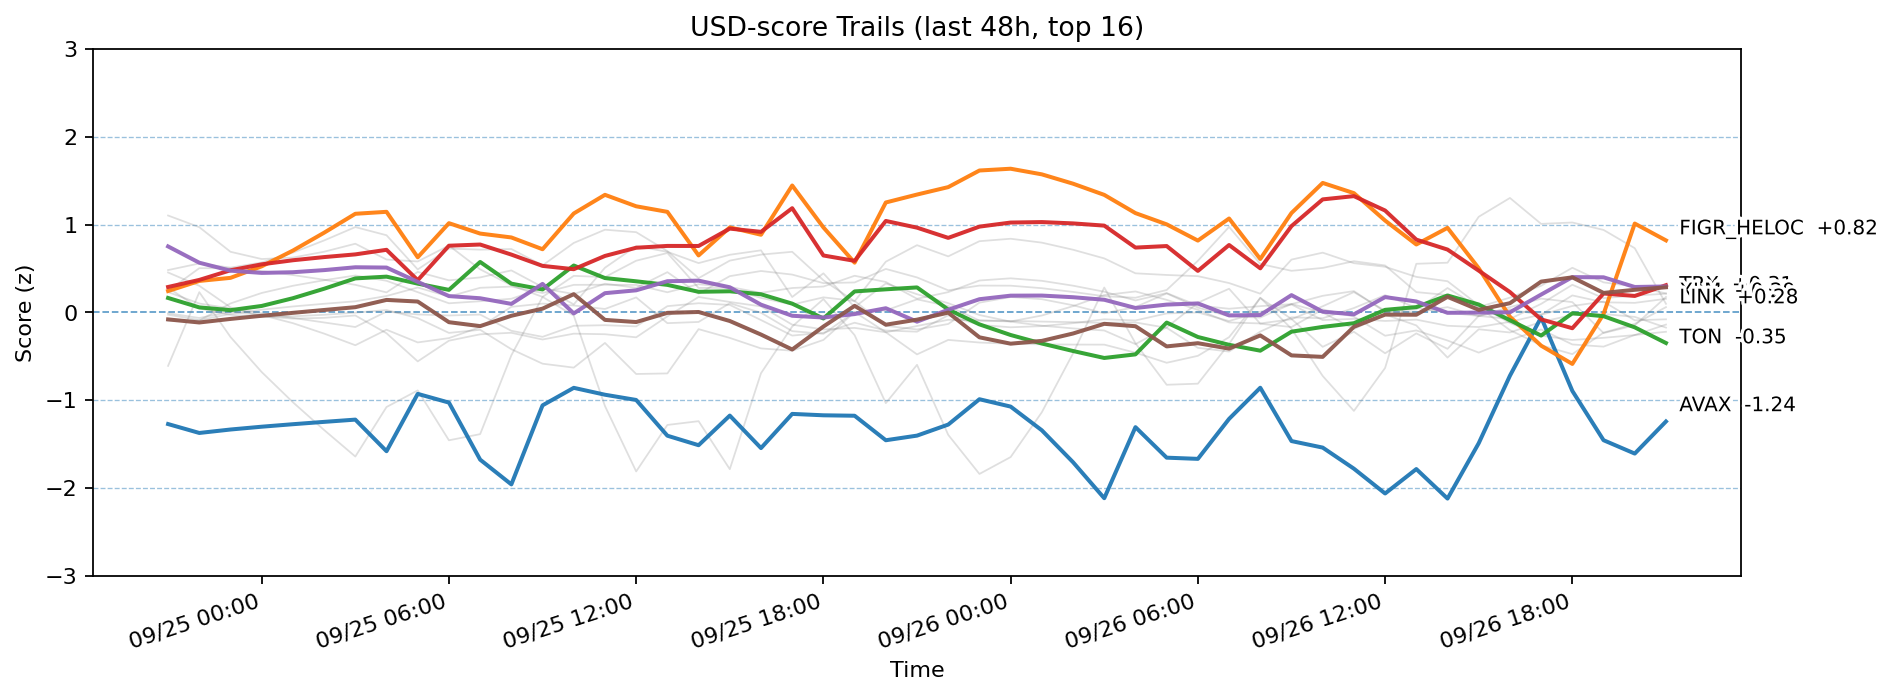 USD-score Trails (last 48h, top 16)
Score (z)
3
2
1
0
−1
−2
−3
FIGR_HELOC +0.82
LINK +0.28
TON -0.35
AVAX -1.24
09/25 00:00
09/25 06:00
09/25 12:00
09/25 18:00
09/26 00:00
09/26 06:00
09/26 12:00
09/26 18:00
Time